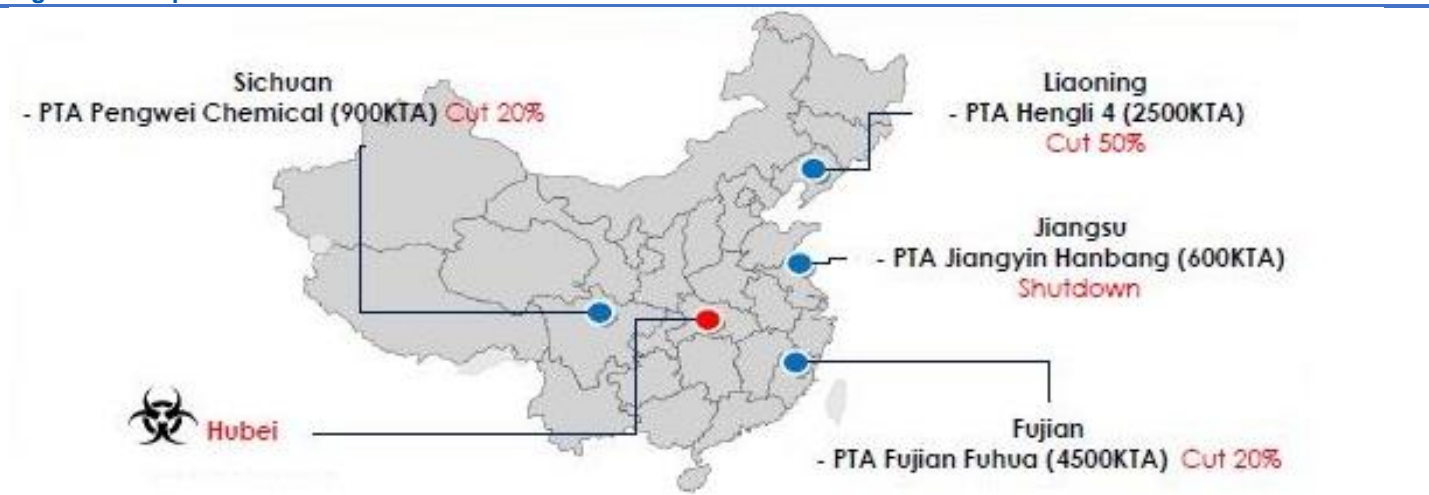 Sichuan
- PTA Pengwei Chemical (900KTA) Cut 20%
Liaoning
- PTA Hengli 4 (2500KTA)
Cut 50%
Jiangsu
- PTA Jiangyin Hanbang (600KTA)
Shutdown
Hubei
Fujian
- PTA Fujian Fuhua (4500KTA) Cut 20%